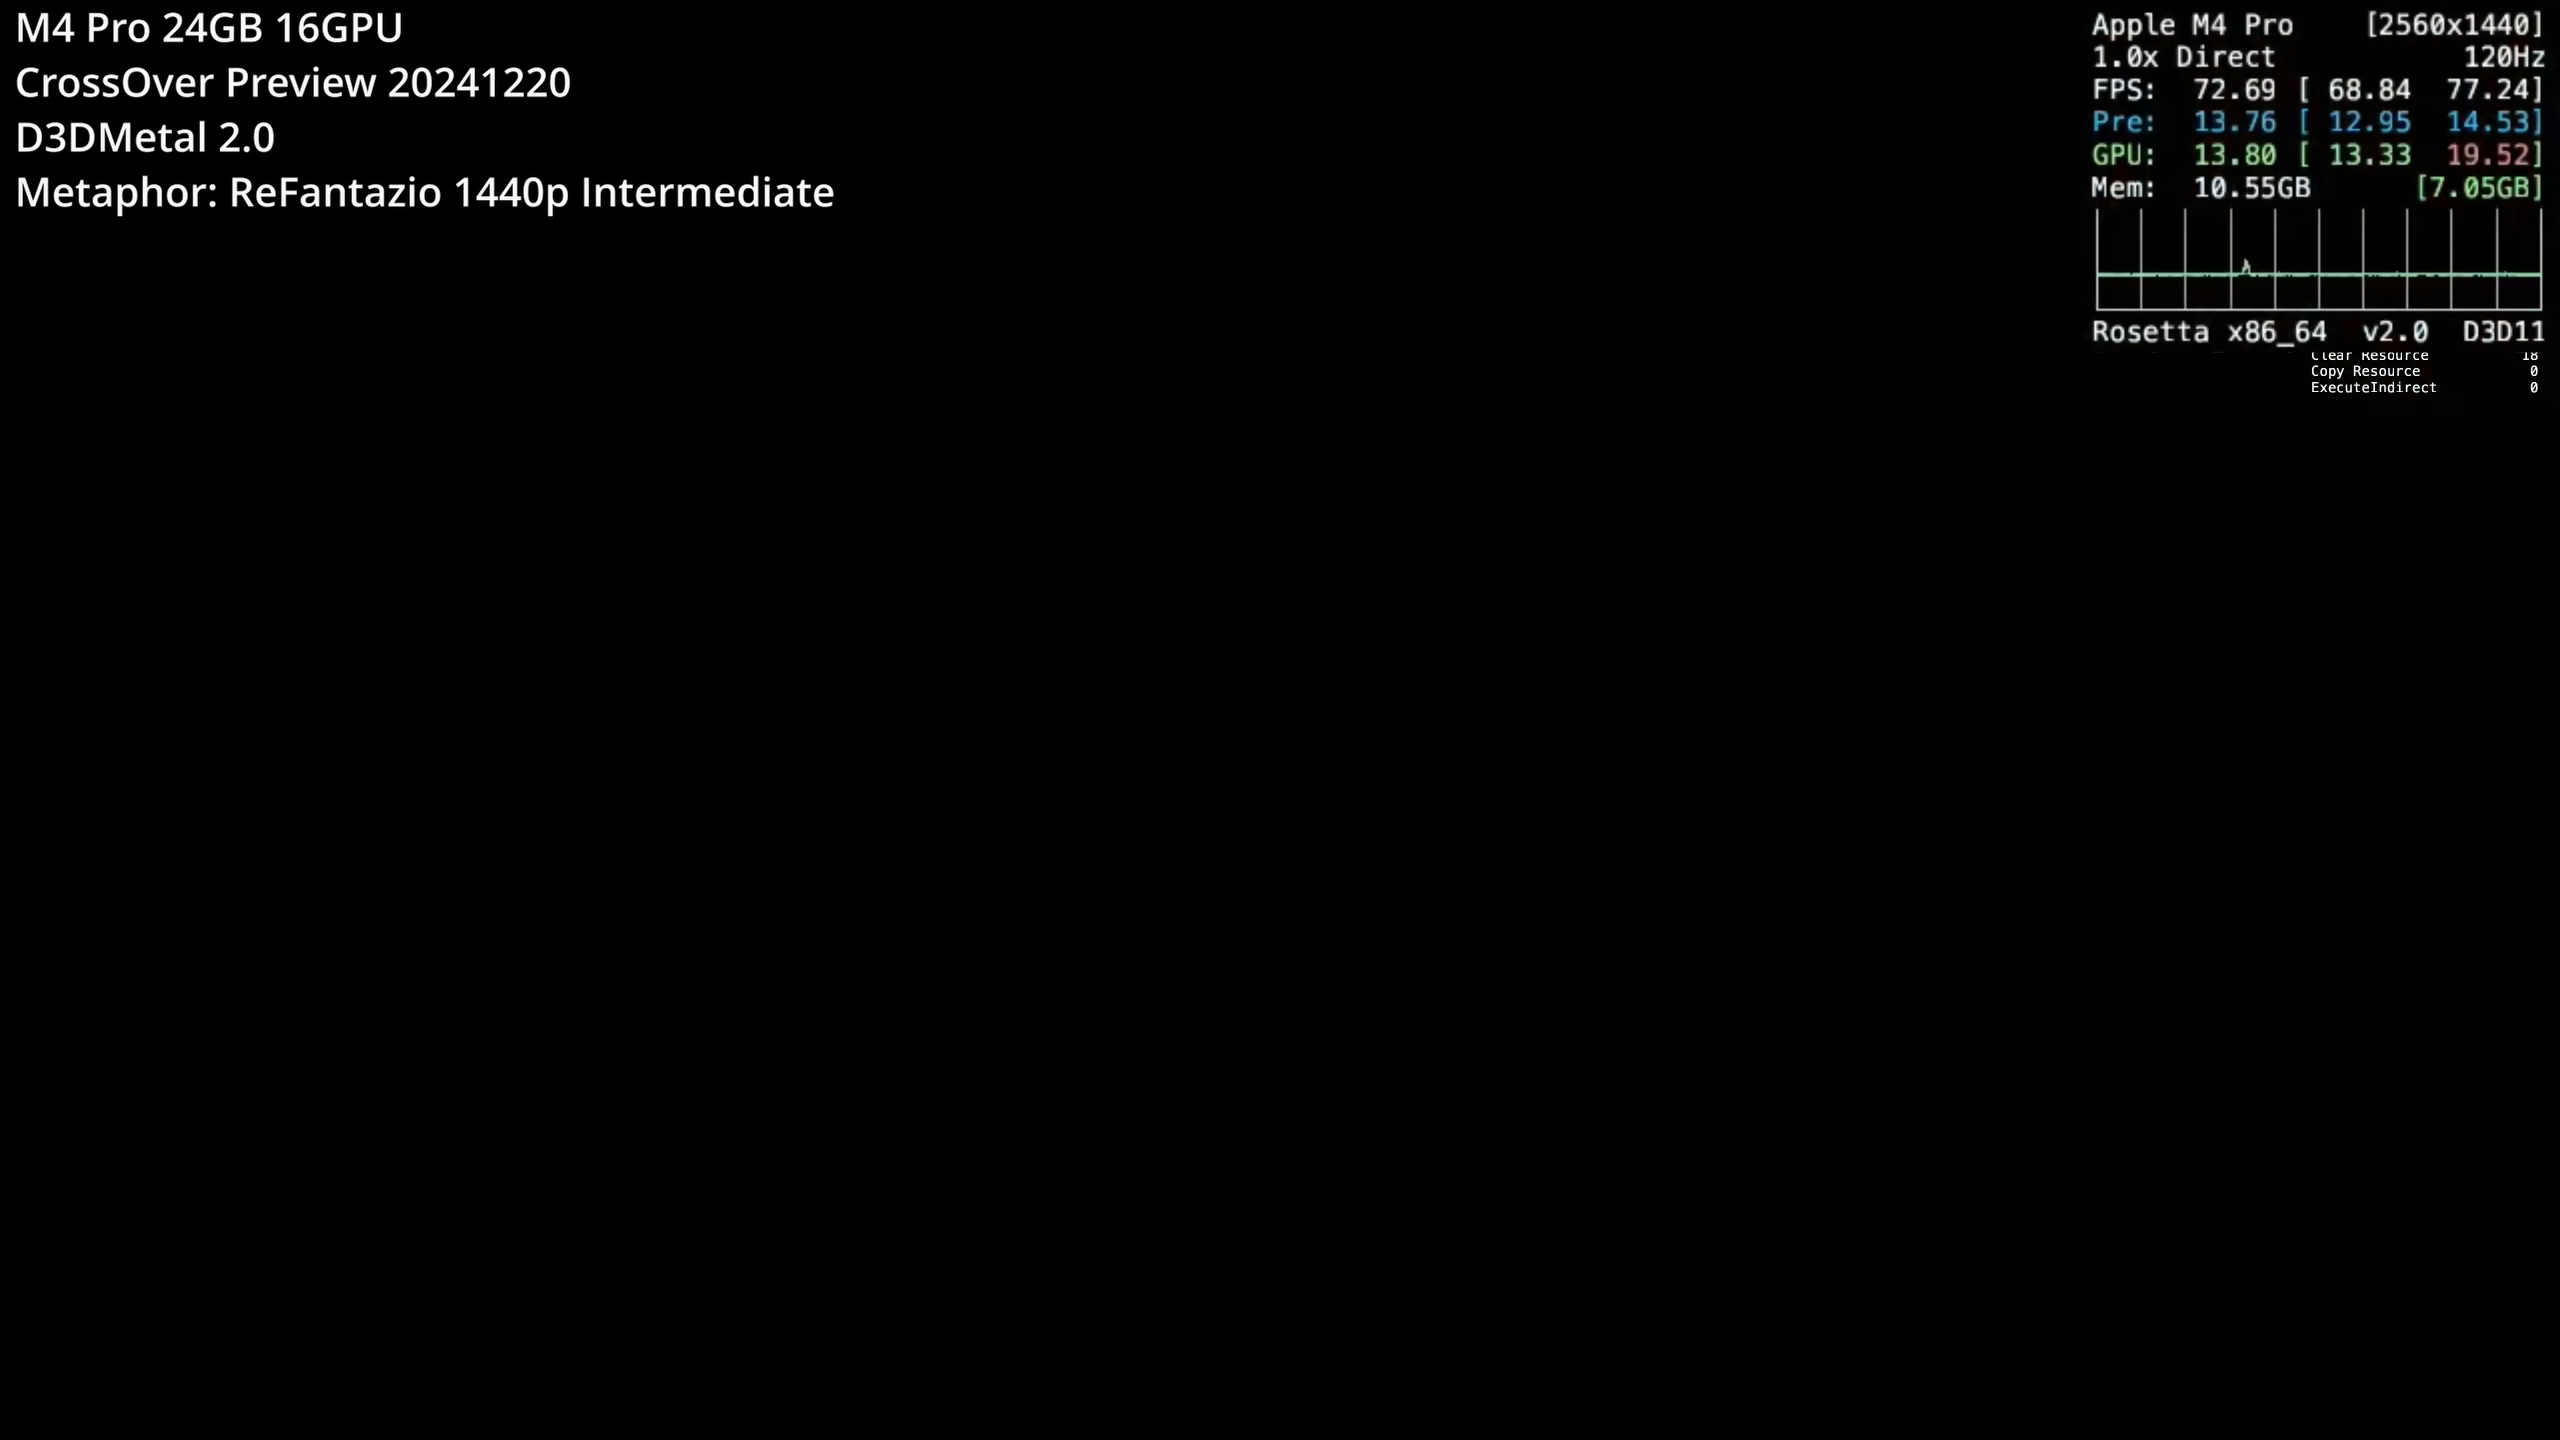 M4 Pro 24GB 16GPU
CrossOver Preview 20241220
D3DMetal 2.0
Metaphor: ReFantazio 1440p Intermediate
Apple M4 Pro [2560x1440]
1.0x Direct 120Hz
FPS: 72.69 [ 68.84 77.24]
Pre: 13.76 [ 12.95 14.53]
GPU: 13.80 [ 13.33 19.52]
Mem: 10.55GB [7.05GB]
Rosetta x86_64 v2.0 D3D11
Clear Resource 18
Copy Resource 0
ExecuteIndirect 0